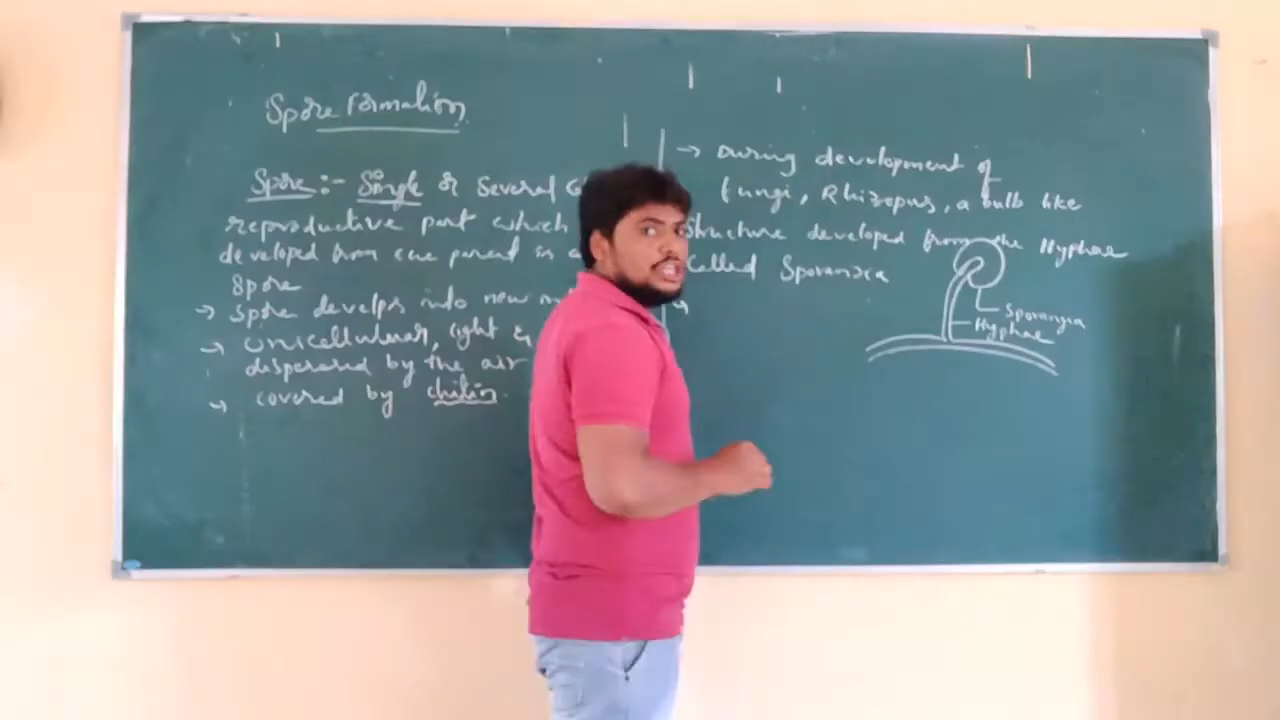 Spore Formation
Spore:- Single or Several
reproductive part which
developed from one parent is
Spore
→ Spore develps into new
→ unicellular, light &
dispersed by the air
→ covered by chitin.
→ During development of
fungi, Rhizopus, a bulb like
Structure developed from the Hyphae
Called Sporangia
→
Sporangia
Hyphae